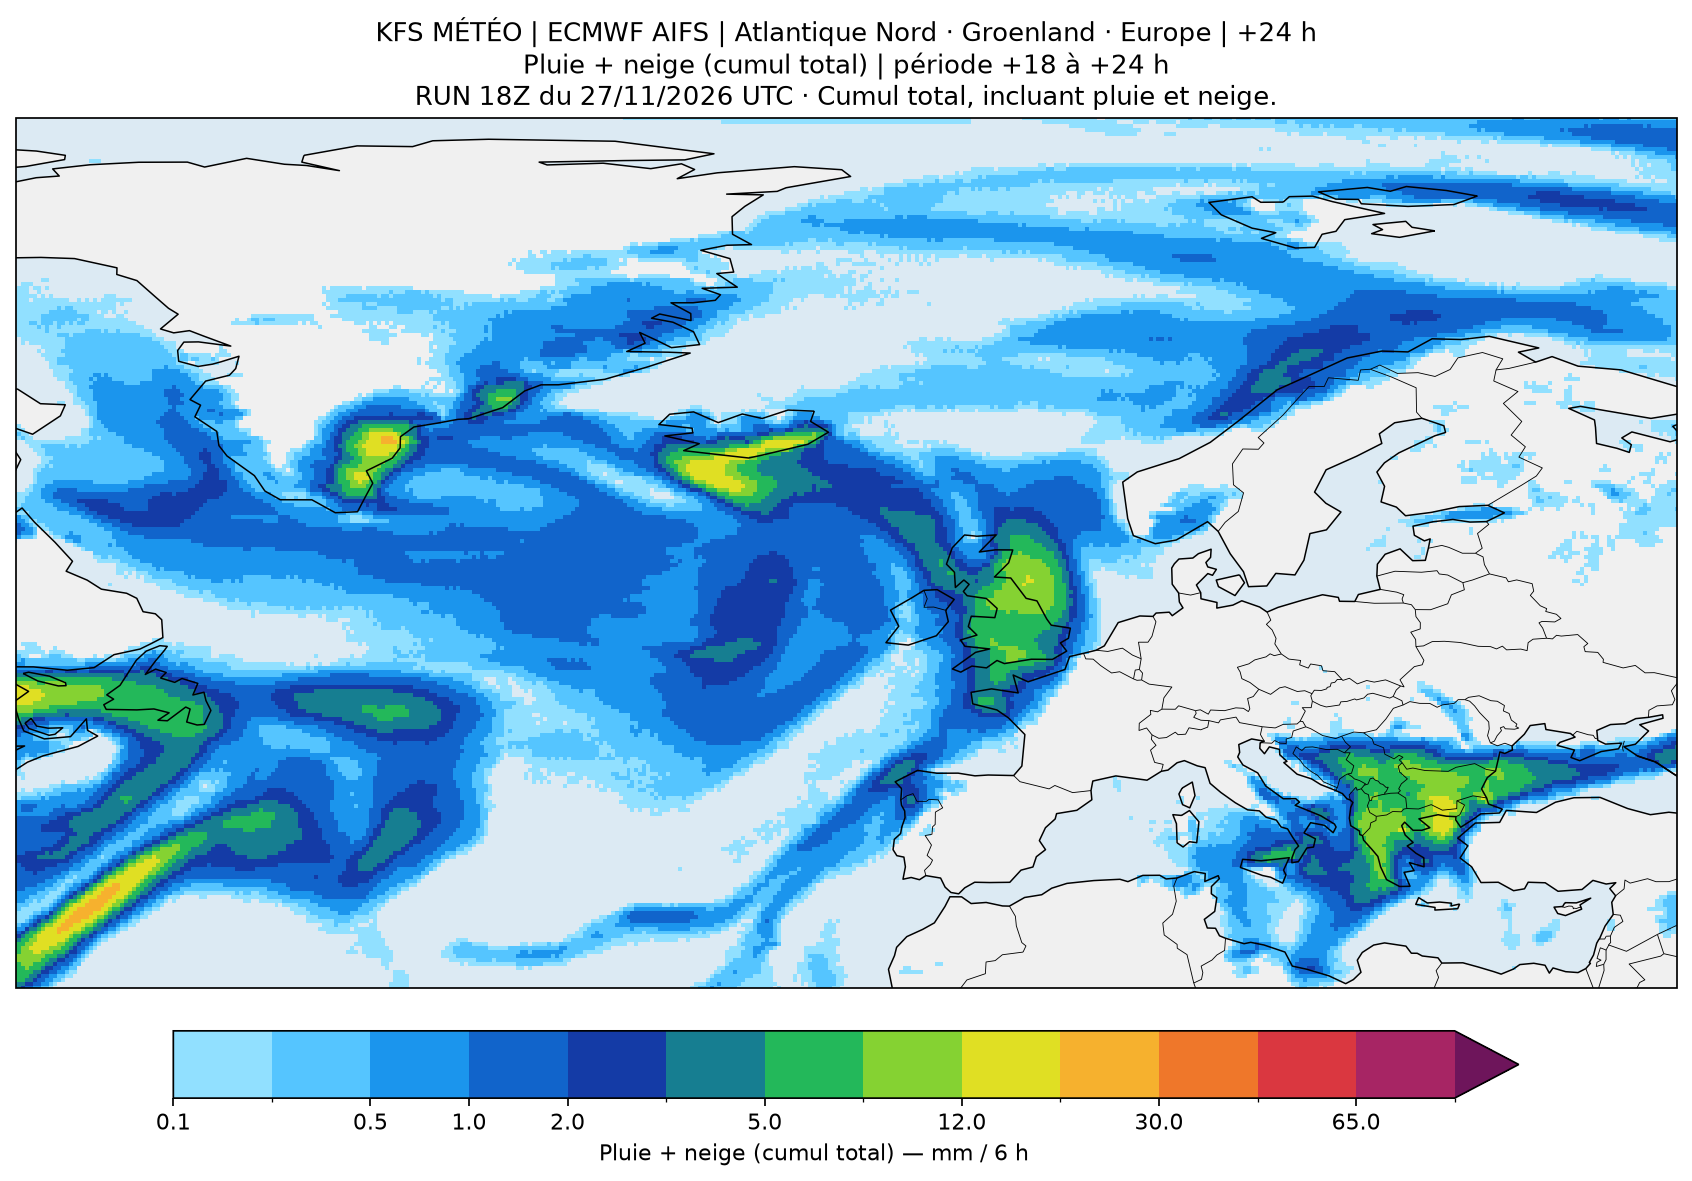 KFS MÉTÉO | ECMWF AIFS | Atlantique Nord · Groenland · Europe | +24 h
Pluie + neige (cumul total) | période +18 à +24 h
RUN 18Z du 27/11/2026 UTC · Cumul total, incluant pluie et neige.
0.1 0.5 1.0 2.0 5.0 12.0 30.0 65.0
Pluie + neige (cumul total) — mm / 6 h